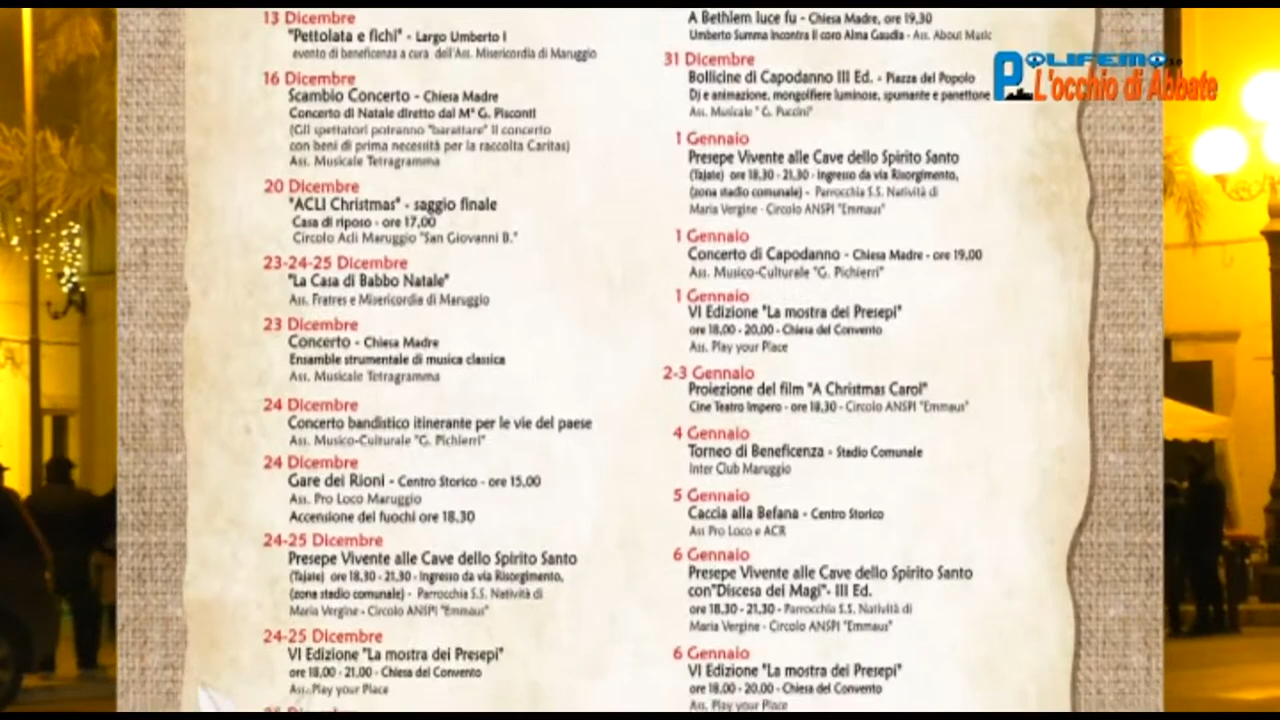 13 Dicembre
"Pettolata e fichi" - Largo Umberto I
evento di beneficenza a cura dell'Ass. Misericordia di Maruggio
16 Dicembre
Scambio Concerto - Chiesa Madre
Concerto di Natale diretto dal M° G. Pisconti
(Gli spettatori potranno "barattare" il concerto
con beni di prima necessità per la raccolta Caritas)
Ass. Musicale Tetragramma
20 Dicembre
"ACLI Christmas" - saggio finale
Casa di riposo - ore 17,00
Circolo Acli Maruggio "San Giovanni B."
23-24-25 Dicembre
"La Casa di Babbo Natale"
Ass. Fratres e Misericordia di Maruggio
23 Dicembre
Concerto - Chiesa Madre
Ensamble strumentale di musica classica
Ass. Musicale Tetragramma
24 Dicembre
Concerto bandistico itinerante per le vie del paese
Ass. Musico-Culturale "G. Pichierri"
24 Dicembre
Gare dei Rioni - Centro Storico - ore 15,00
Ass. Pro Loco Maruggio
Accensione dei fuochi ore 18,30
24-25 Dicembre
Presepe Vivente alle Cave dello Spirito Santo
(Tajate) ore 18,30 - 21,30 - Ingresso da via Risorgimento,
(zona stadio comunale) - Parrocchia S.S. Natività di
Maria Vergine - Circolo ANSPI "Emmaus"
24-25 Dicembre
VI Edizione "La mostra dei Presepi"
ore 18,00 - 21,00 - Chiesa del Convento
Ass. Play your Place
A Bethlem luce fu - Chiesa Madre, ore 19,30
Umberto Summa incontra il coro Alma Gaudia - Ass. About Music
31 Dicembre
Bollicine di Capodanno III Ed. - Piazza del Popolo
Dj e animazione, mongolfiere luminose, spumante e panettone
Ass. Musicale "G. Puccini"
1 Gennaio
Presepe Vivente alle Cave dello Spirito Santo
(Tajate) ore 18,30 - 21,30 - Ingresso da via Risorgimento,
(zona stadio comunale) - Parrocchia S.S. Natività di
Maria Vergine - Circolo ANSPI "Emmaus"
1 Gennaio
Concerto di Capodanno - Chiesa Madre - ore 19,00
Ass. Musico-Culturale "G. Pichierri"
1 Gennaio
VI Edizione "La mostra dei Presepi"
ore 18,00 - 20,00 - Chiesa del Convento
Ass. Play your Place
2-3 Gennaio
Proiezione del film "A Christmas Carol"
Cine Teatro Impero - ore 18,30 - Circolo ANSPI "Emmaus"
4 Gennaio
Torneo di Beneficenza - Stadio Comunale
Inter Club Maruggio
5 Gennaio
Caccia alla Befana - Centro Storico
Ass Pro Loco e ACR
6 Gennaio
Presepe Vivente alle Cave dello Spirito Santo
con"Discesa dei Magi"- III Ed.
ore 18,30 - 21,30 - Parrocchia S.S. Natività di
Maria Vergine - Circolo ANSPI "Emmaus"
6 Gennaio
VI Edizione "La mostra dei Presepi"
ore 18,00 - 20,00 - Chiesa del Convento
Ass. Play your Place
POLIFEMO
L'occhio di Abbate